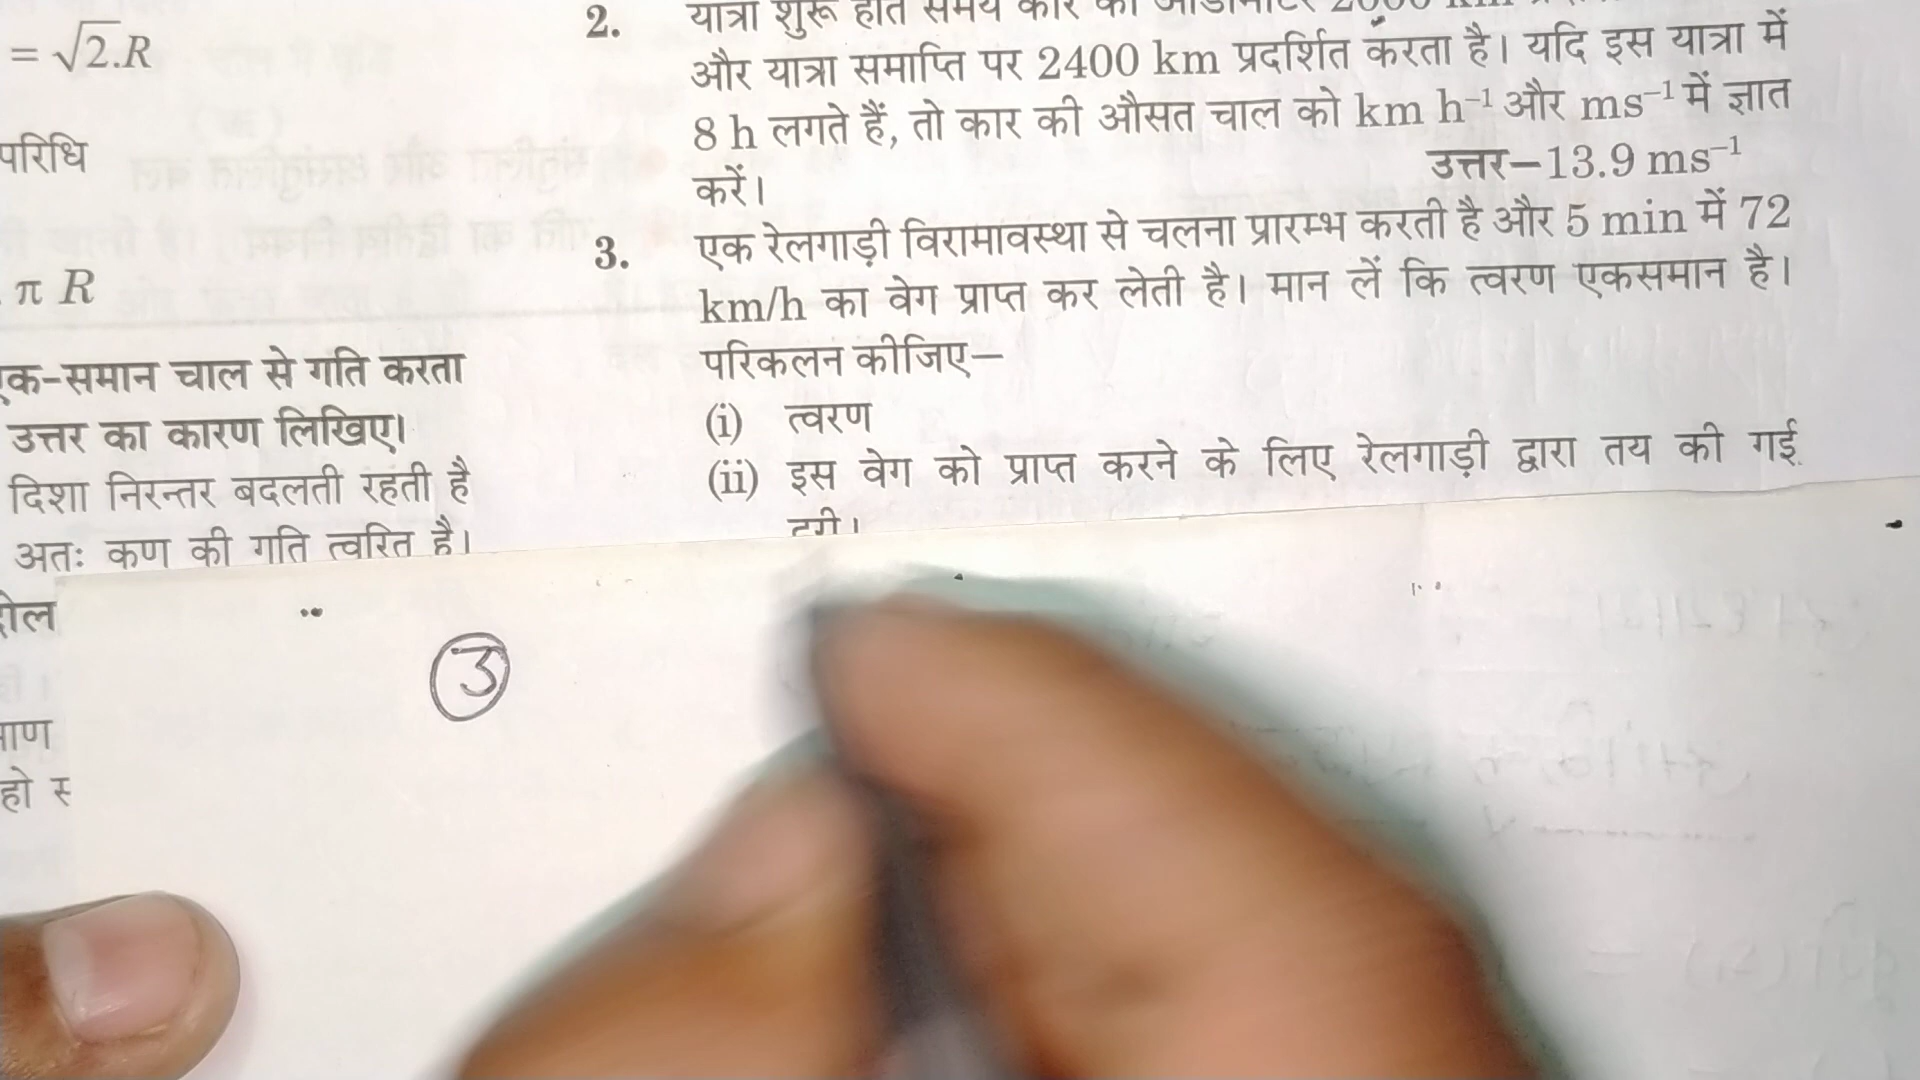 = √2.R
परिधि
π R
क-समान चाल से गति करता
उत्तर का कारण लिखिए।
दिशा निरन्तर बदलती रहती है
अतः कण की गति त्वरित है।
हो
2. यात्रा शुरू होते समय कार का
और यात्रा समाप्ति पर 2400 km प्रदर्शित करता है। यदि इस यात्रा में
8 h लगते हैं, तो कार की औसत चाल को km h⁻¹ और ms⁻¹ में ज्ञात
करें।
उत्तर–13.9 ms⁻¹
3. एक रेलगाड़ी विरामावस्था से चलना प्रारम्भ करती है और 5 min में 72
km/h का वेग प्राप्त कर लेती है। मान लें कि त्वरण एकसमान है।
परिकलन कीजिए–
(i) त्वरण
(ii) इस वेग को प्राप्त करने के लिए रेलगाड़ी द्वारा तय की गई
दूरी।
3